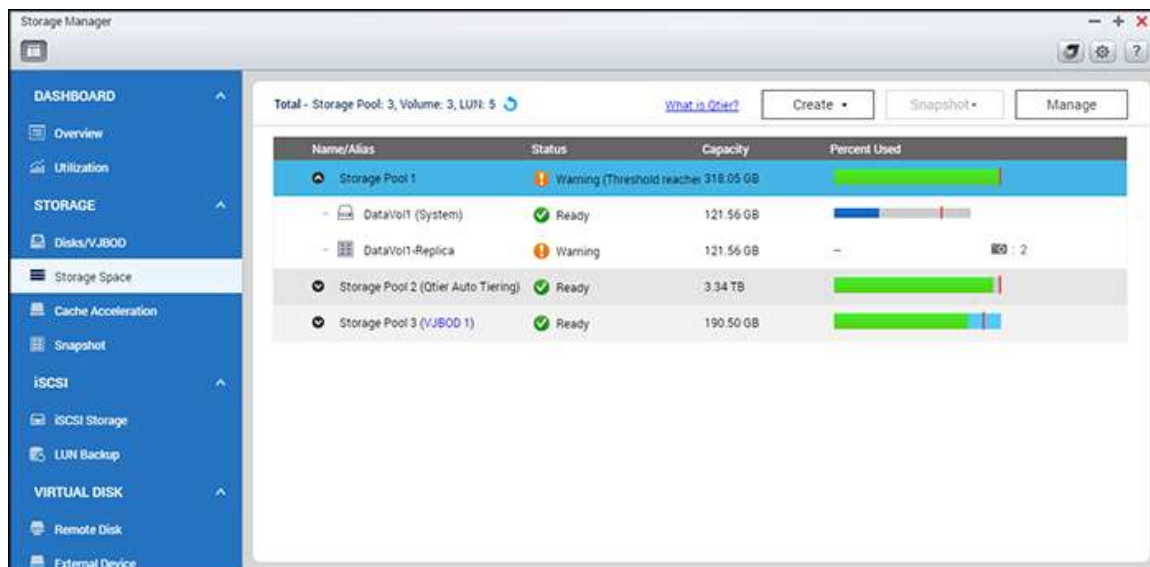 Storage Manager
DASHBOARD
Overview
Utilization
STORAGE
Disks/VJBOD
Storage Space
Cache Acceleration
Snapshot
iSCSI
iSCSI Storage
LUN Backup
VIRTUAL DISK
Remote Disk
External Device
Total - Storage Pool: 3, Volume: 3, LUN: 5
What is Qtier?
Create
Snapshot
Manage
Name/Alias Status Capacity Percent Used
Storage Pool 1 Warning (Threshold reache 318.05 GB
DataVol1 (System) Ready 121.56 GB
DataVol1-Replica Warning 121.56 GB -- : 2
Storage Pool 2 (Qtier Auto Tiering) Ready 3.34 TB
Storage Pool 3 (VJBOD 1) Ready 190.50 GB